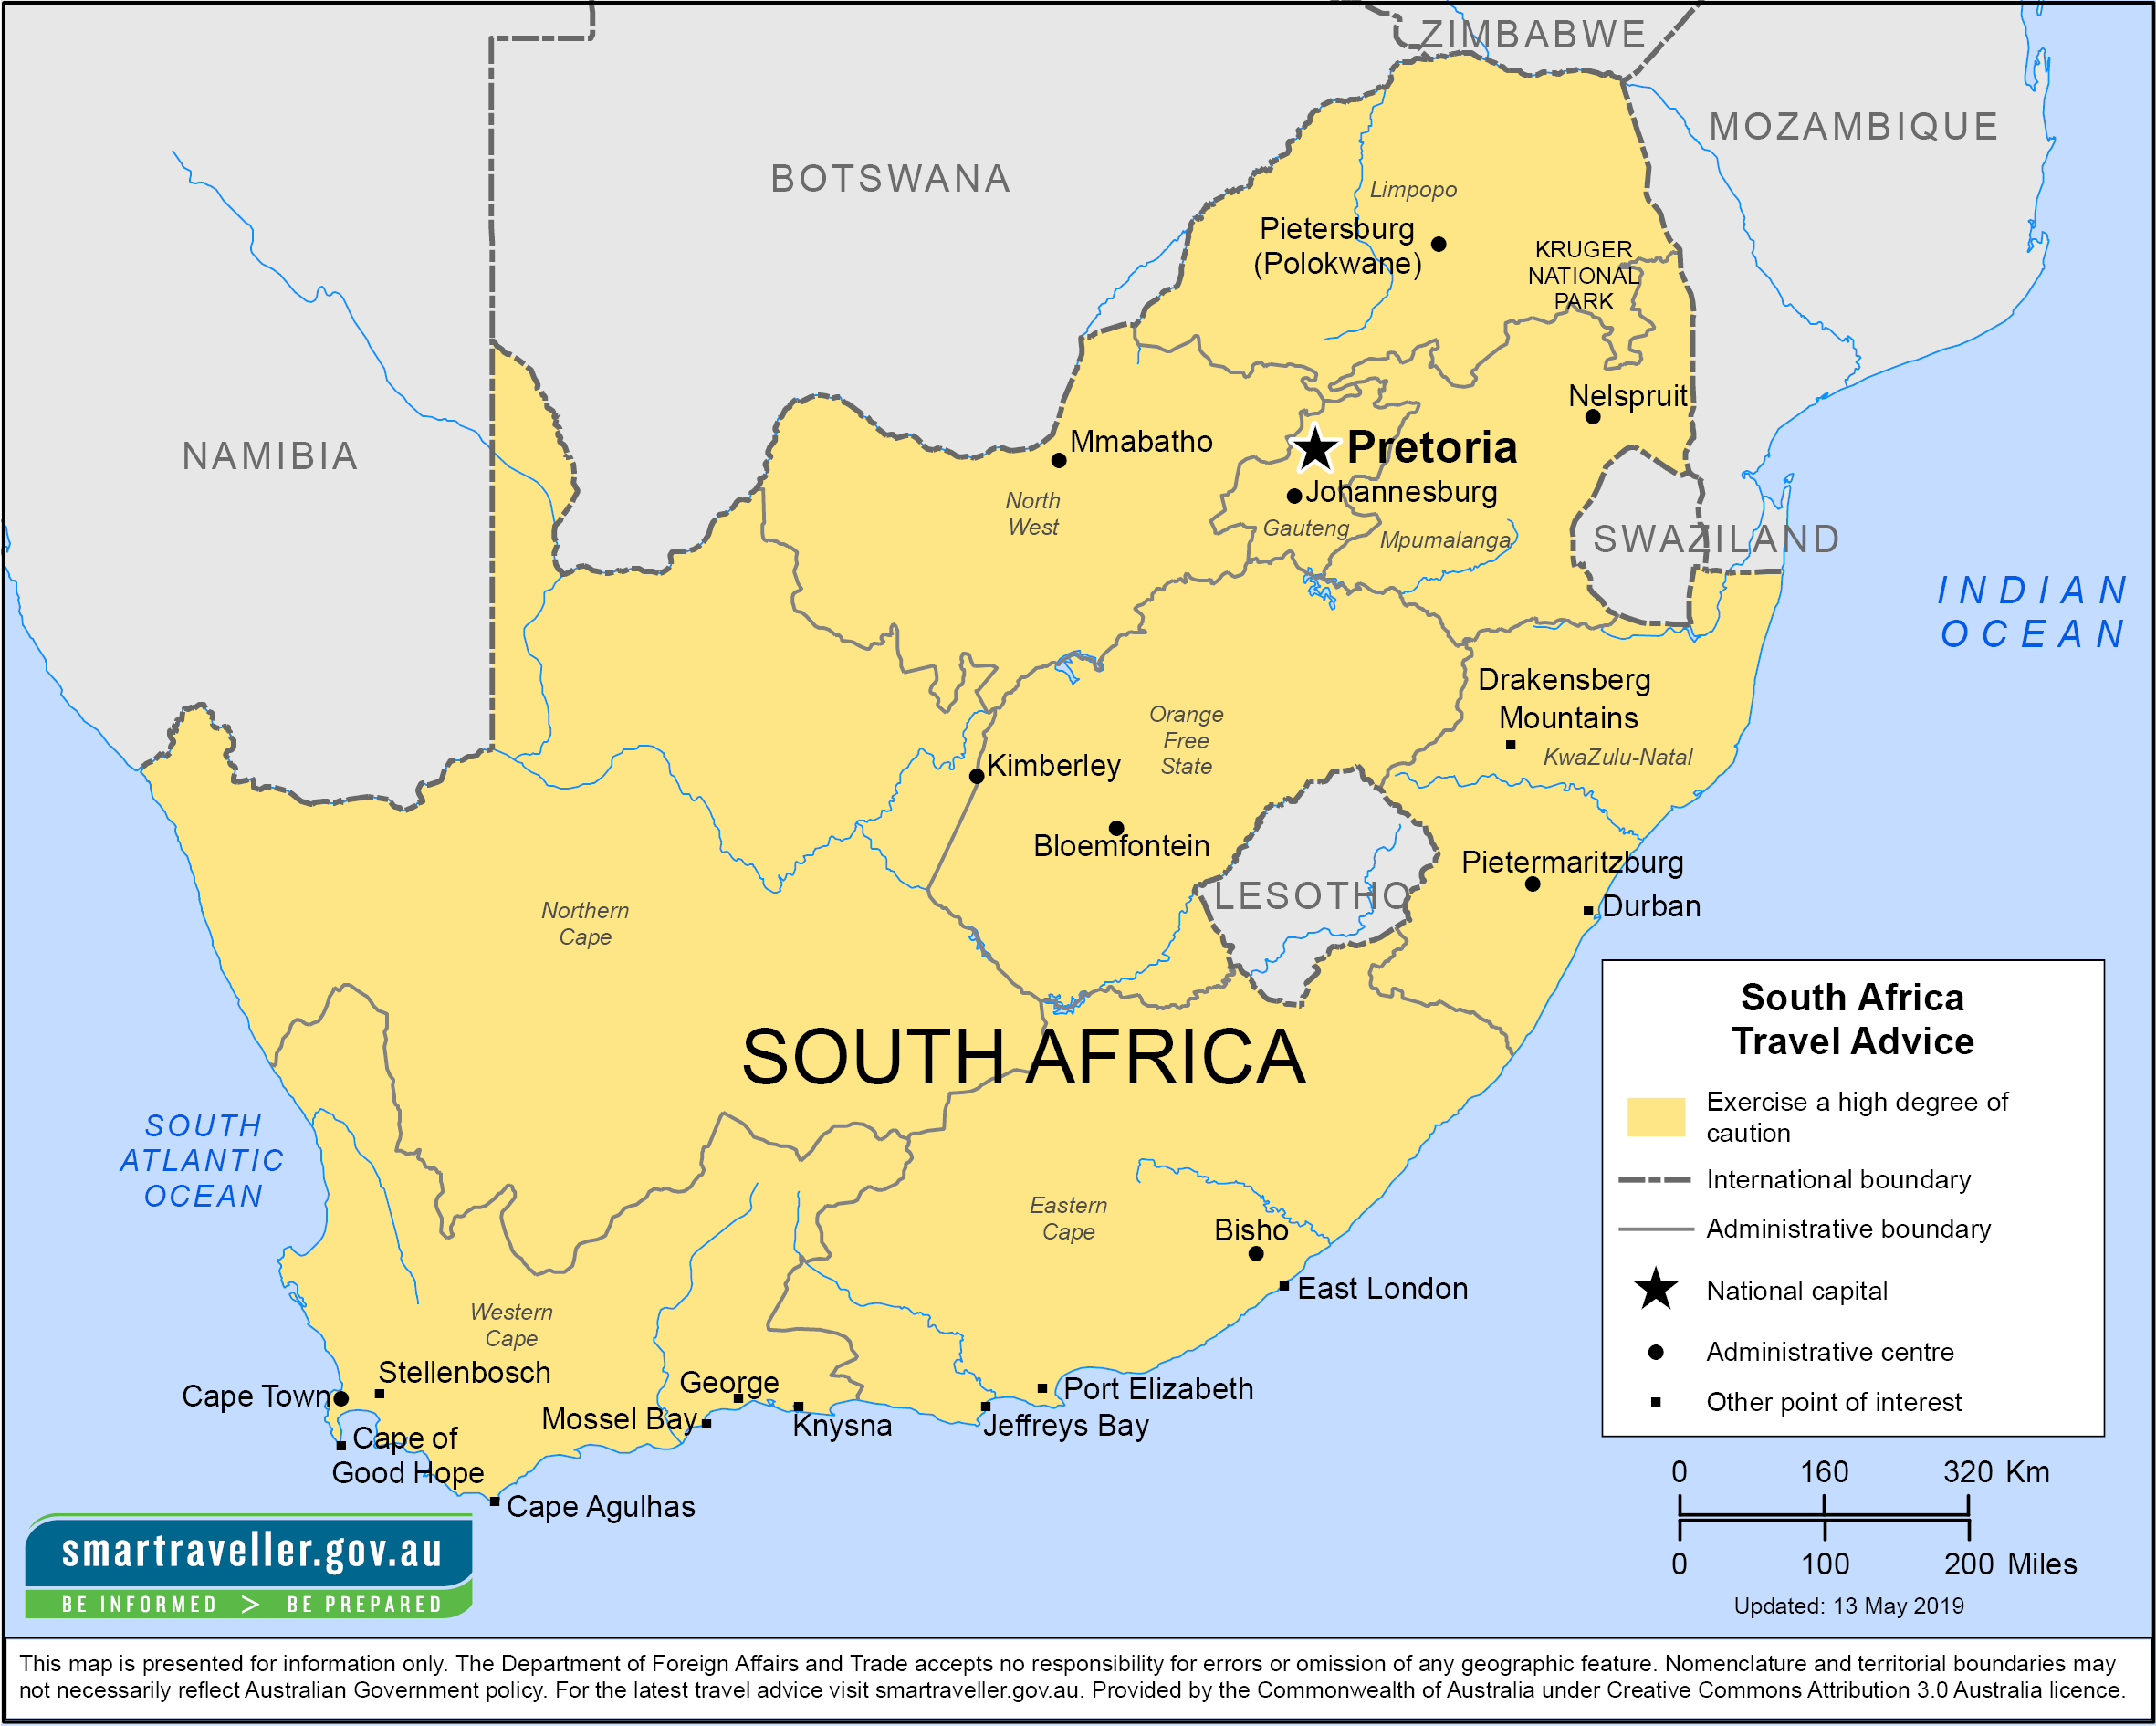 ZIMBABWE
MOZAMBIQUE
BOTSWANA
Limpopo
Pietersburg
(Polokwane)
KRUGER
NATIONAL
PARK
NAMIBIA
Nelspruit
Mmabatho
Pretoria
Johannesburg
North
West
Gauteng
Mpumalanga
SWAZILAND
INDIAN
OCEAN
Drakensberg
Mountains
KwaZulu-Natal
Orange
Free
State
Kimberley
Bloemfontein
LESOTHO
Pietermaritzburg
Durban
Northern
Cape
SOUTH AFRICA
SOUTH
ATLANTIC
OCEAN
Eastern
Cape
Bisho
East London
Western
Cape
Stellenbosch
Cape Town
George
Mossel Bay
Knysna
Port Elizabeth
Jeffreys Bay
Cape of
Good Hope
Cape Agulhas
South Africa
Travel Advice
Exercise a high degree of
caution
International boundary
Administrative boundary
National capital
Administrative centre
Other point of interest
0 160 320 Km
0 100 200 Miles
Updated: 13 May 2019
smartraveller.gov.au
BE INFORMED > BE PREPARED
This map is presented for information only. The Department of Foreign Affairs and Trade accepts no responsibility for errors or omission of any geographic feature. Nomenclature and territorial boundaries may
not necessarily reflect Australian Government policy. For the latest travel advice visit smartraveller.gov.au. Provided by the Commonwealth of Australia under Creative Commons Attribution 3.0 Australia licence.